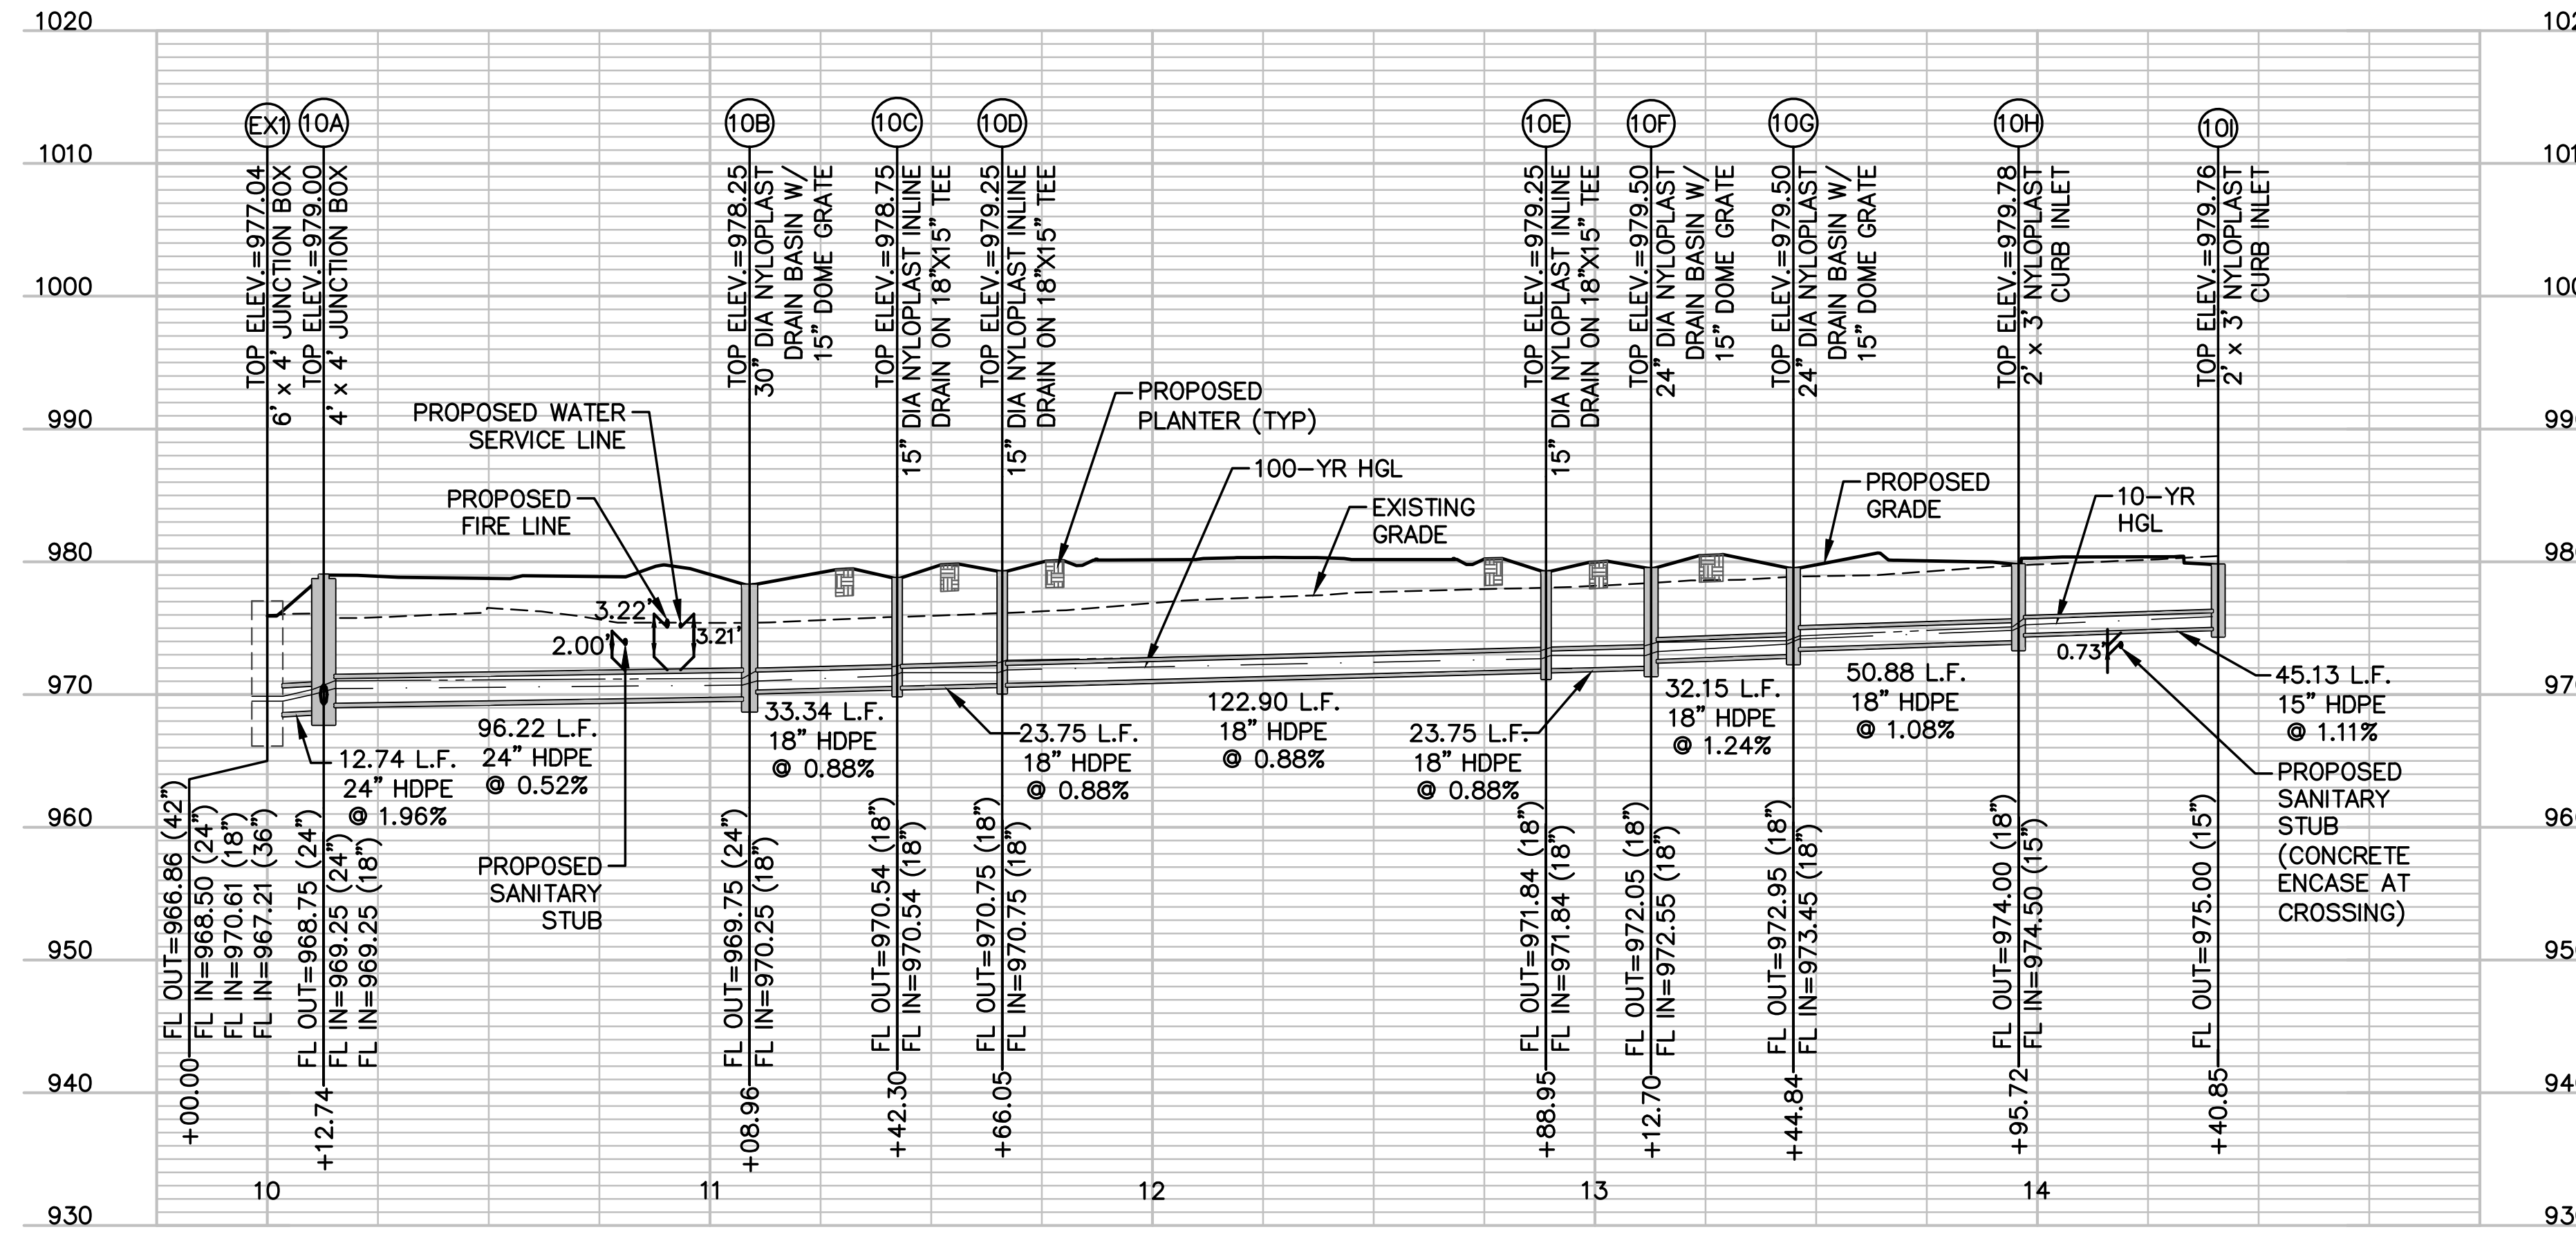 1020
1010
1000
990
980
970
960
950
940
930
EX1
10A
10B
10C
10D
10E
10F
10G
10H
10I
TOP ELEV.=977.04
6' x 4' JUNCTION BOX
TOP ELEV.=979.00
4' x 4' JUNCTION BOX
TOP ELEV.=978.25
30" DIA NYLOPLAST
DRAIN BASIN W/
15" DOME GRATE
TOP ELEV.=978.75
15" DIA NYLOPLAST INLINE
DRAIN ON 18"X15" TEE
TOP ELEV.=979.25
15" DIA NYLOPLAST INLINE
DRAIN ON 18"X15" TEE
TOP ELEV.=979.25
15" DIA NYLOPLAST INLINE
DRAIN ON 18"X15" TEE
TOP ELEV.=979.50
24" DIA NYLOPLAST
DRAIN BASIN W/
15" DOME GRATE
TOP ELEV.=979.50
24" DIA NYLOPLAST
DRAIN BASIN W/
15" DOME GRATE
TOP ELEV.=979.78
2' x 3' NYLOPLAST
CURB INLET
TOP ELEV.=979.76
2' x 3' NYLOPLAST
CURB INLET
PROPOSED WATER
SERVICE LINE
PROPOSED
FIRE LINE
PROPOSED
PLANTER (TYP)
100-YR HGL
EXISTING
GRADE
PROPOSED
GRADE
10-YR
HGL
3.22'
2.00'
3.21'
0.73'
12.74 L.F.
24" HDPE
@ 1.96%
96.22 L.F.
24" HDPE
@ 0.52%
33.34 L.F.
18" HDPE
@ 0.88%
23.75 L.F.
18" HDPE
@ 0.88%
122.90 L.F.
18" HDPE
@ 0.88%
23.75 L.F.
18" HDPE
@ 0.88%
32.15 L.F.
18" HDPE
@ 1.24%
50.88 L.F.
18" HDPE
@ 1.08%
45.13 L.F.
15" HDPE
@ 1.11%
PROPOSED
SANITARY
STUB
PROPOSED
SANITARY
STUB
(CONCRETE
ENCASE AT
CROSSING)
FL OUT=966.86 (42")
FL IN=968.50 (24")
FL IN=970.61 (18")
FL IN=967.21 (36")
FL OUT=968.75 (24")
FL IN=969.25 (24")
FL IN=969.25 (18")
FL OUT=969.75 (24")
FL IN=970.25 (18")
FL OUT=970.54 (18")
FL IN=970.54 (18")
FL OUT=970.75 (18")
FL IN=970.75 (18")
FL OUT=971.84 (18")
FL IN=971.84 (18")
FL OUT=972.05 (18")
FL IN=972.55 (18")
FL OUT=972.95 (18")
FL IN=973.45 (18")
FL OUT=974.00 (18")
FL IN=974.50 (15")
FL OUT=975.00 (15")
+00.00
+12.74
+08.96
+42.30
+66.05
+88.95
+12.70
+44.84
+95.72
+40.85
10
11
12
13
14